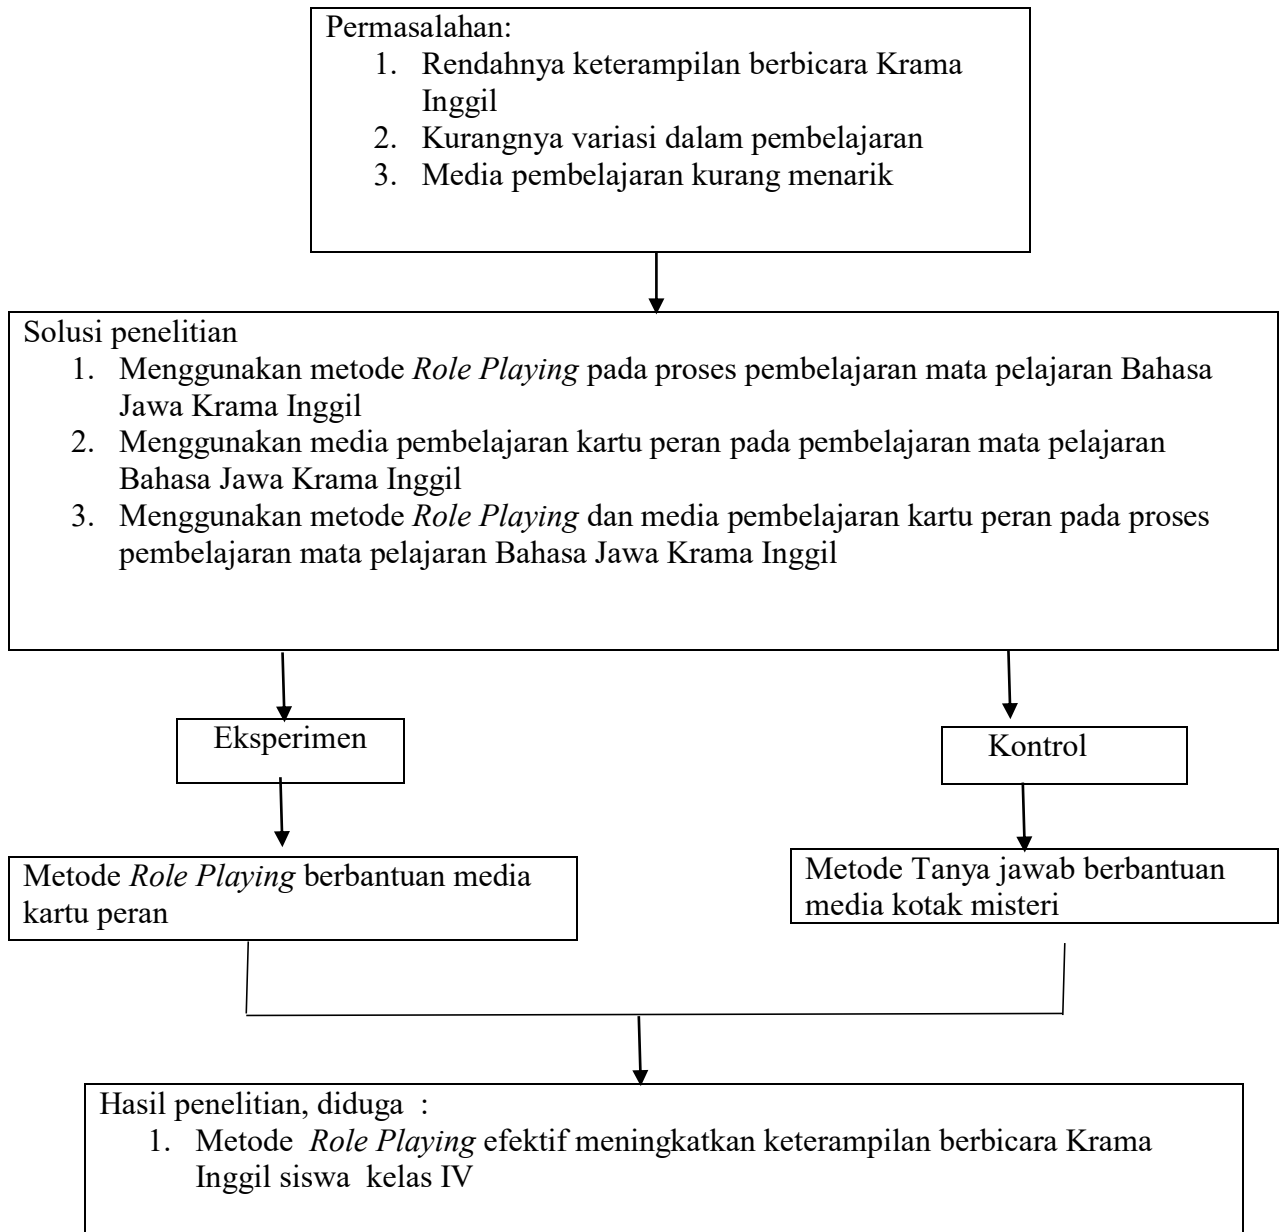 Permasalahan:
1. Rendahnya keterampilan berbicara Krama
Inggil
2. Kurangnya variasi dalam pembelajaran
3. Media pembelajaran kurang menarik
Solusi penelitian
1. Menggunakan metode Role Playing pada proses pembelajaran mata pelajaran Bahasa
Jawa Krama Inggil
2. Menggunakan media pembelajaran kartu peran pada pembelajaran mata pelajaran
Bahasa Jawa Krama Inggil
3. Menggunakan metode Role Playing dan media pembelajaran kartu peran pada proses
pembelajaran mata pelajaran Bahasa Jawa Krama Inggil
Eksperimen
Kontrol
Metode Role Playing berbantuan media
kartu peran
Metode Tanya jawab berbantuan
media kotak misteri
Hasil penelitian, diduga :
1. Metode Role Playing efektif meningkatkan keterampilan berbicara Krama
Inggil siswa kelas IV